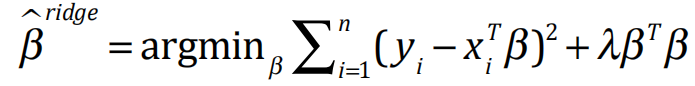 β̂^ridge = argmin_β ∑_{i=1}^n (y_i − x_i^T β)² + λβ^T β